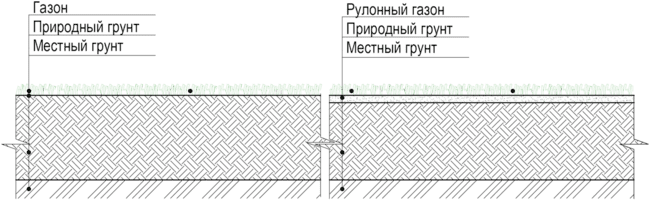 Газон
Природный грунт
Местный грунт
Рулонный газон
Природный грунт
Местный грунт